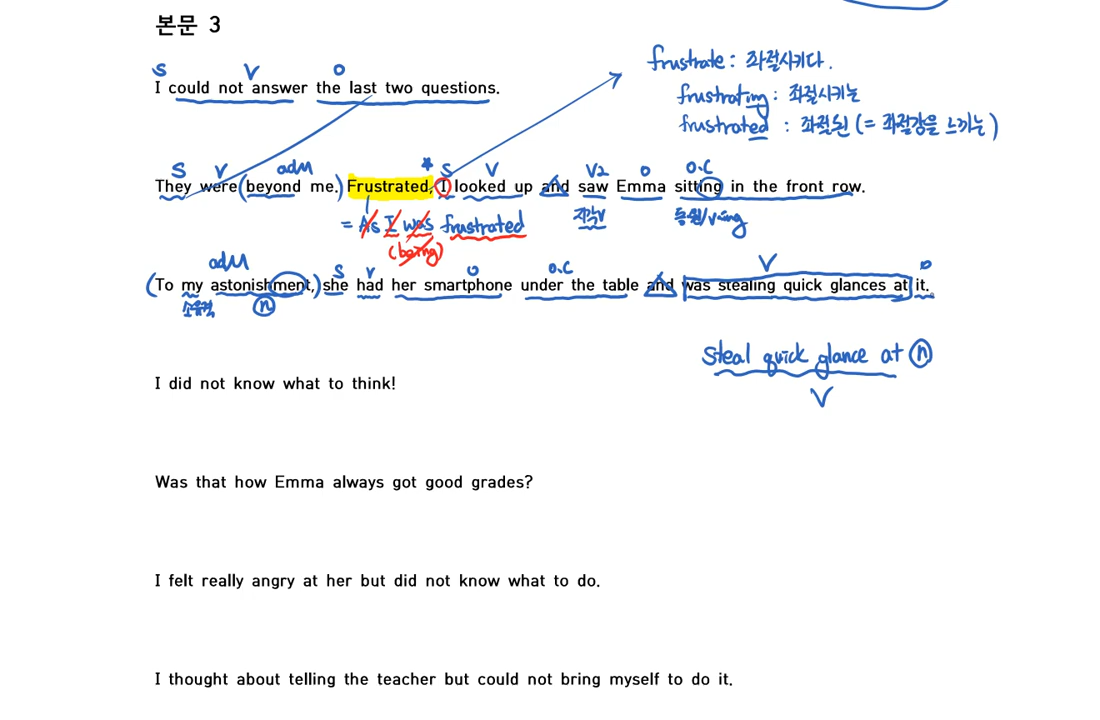 본문 3
frustrate : 좌절시키다.
S V O
I could not answer the last two questions.
frustrating : 좌절시키는
frustrated : 좌절된 (= 좌절감을 느끼는)
S V adM * S V V2 O O.C
They were (beyond me.) Frustrated, I looked up and saw Emma sitting in the front row.
= As I was frustrated 지각V 동원/V-ing
(being)
adM S V O O.C V O
(To my astonishment,) she had her smartphone under the table and was stealing quick glances at it.
소유격 n
steal quick glance at n
V
I did not know what to think!
Was that how Emma always got good grades?
I felt really angry at her but did not know what to do.
I thought about telling the teacher but could not bring myself to do it.